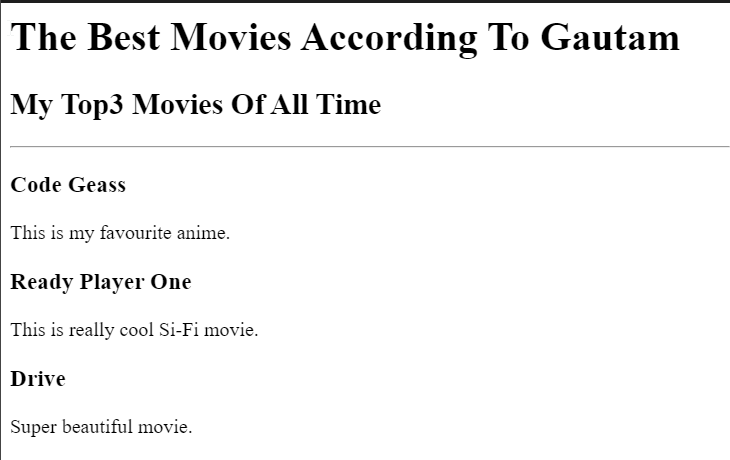 The Best Movies According To Gautam
My Top3 Movies Of All Time
Code Geass
This is my favourite anime.
Ready Player One
This is really cool Si-Fi movie.
Drive
Super beautiful movie.